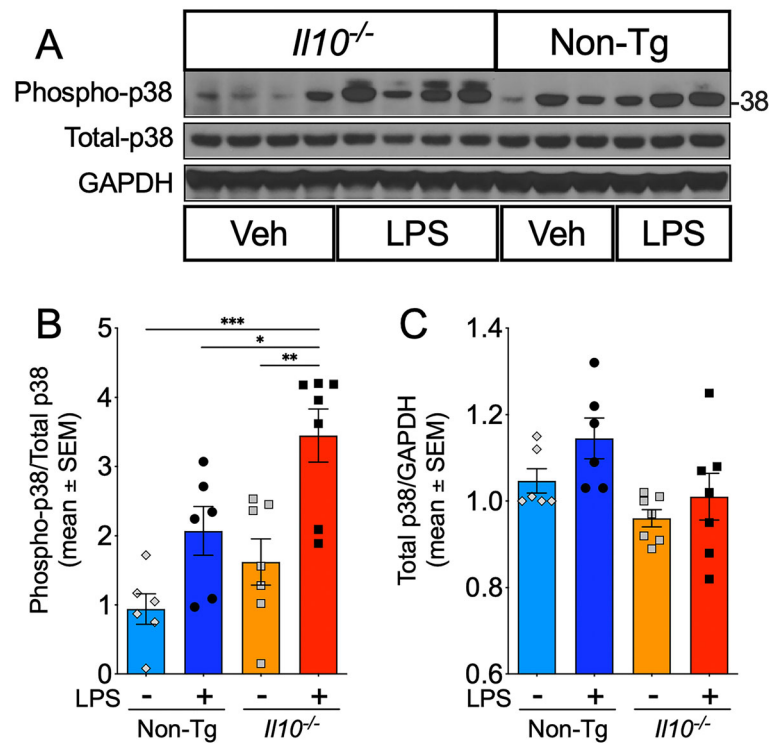 A
Il10-/- Non-Tg
Phospho-p38 -38
Total-p38
GAPDH
Veh LPS Veh LPS
B
Phospho-p38/Total p38
(mean ± SEM)
5
4
3
2
1
0
***
*
**
LPS - + - +
Non-Tg Il10-/-
C
Total p38/GAPDH
(mean ± SEM)
1.4
1.2
1.0
0.8
0.6
LPS - + - +
Non-Tg Il10-/-